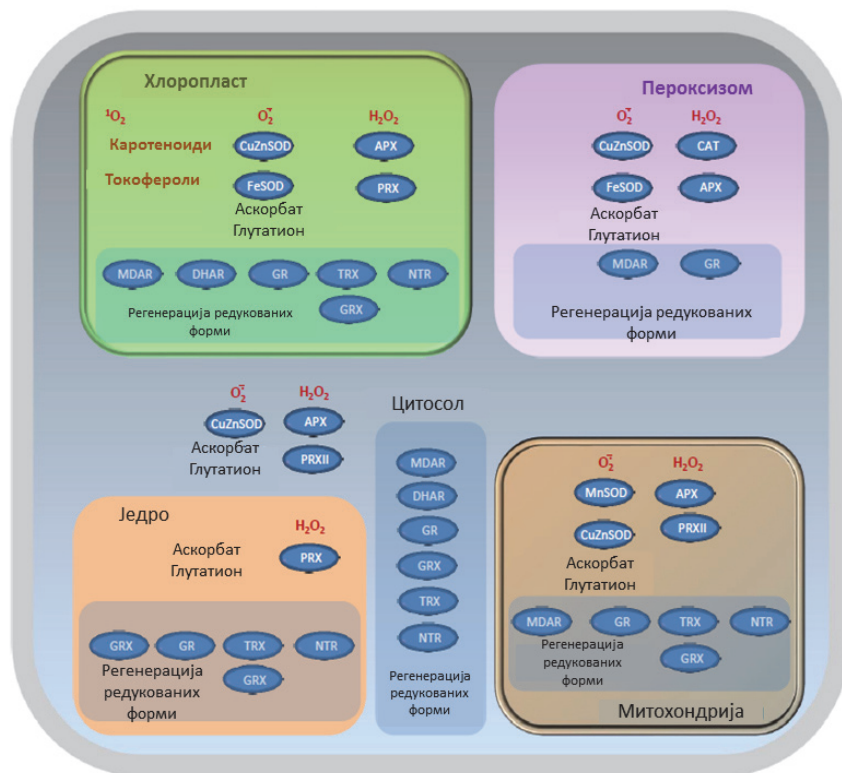 Хлоропласт
¹O₂ O₂⁻ H₂O₂
Каротеноиди CuZnSOD APX
Токофероли FeSOD PRX
Аскорбат
Глутатион
MDAR DHAR GR TRX NTR
GRX
Регенерација редукованих
форми
Пероксизом
O₂⁻ H₂O₂
CuZnSOD CAT
FeSOD APX
Аскорбат
Глутатион
MDAR GR
Регенерација редукованих
форми
O₂⁻ H₂O₂
CuZnSOD APX
Аскорбат
Глутатион
PRXII
Цитосол
MDAR
DHAR
GR
GRX
TRX
NTR
Регенерација
редукованих
форми
Једро
H₂O₂
Аскорбат
Глутатион
PRX
GRX GR TRX NTR
GRX
Регенерација
редукованих
форми
O₂⁻ H₂O₂
MnSOD APX
CuZnSOD PRXII
Аскорбат
Глутатион
MDAR GR TRX NTR
GRX
Регенерација
редукованих
форми
Митохондрија